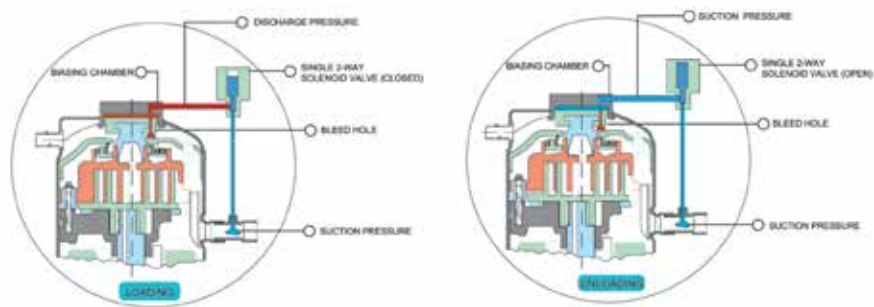 DISCHARGE PRESSURE
BIASING CHAMBER
SINGLE 2-WAY
SOLENOID VALVE (CLOSED)
BLEED HOLE
SUCTION PRESSURE
LOADING
SUCTION PRESSURE
BIASING CHAMBER
SINGLE 2-WAY
SOLENOID VALVE (OPEN)
BLEED HOLE
SUCTION PRESSURE
UNLOADING